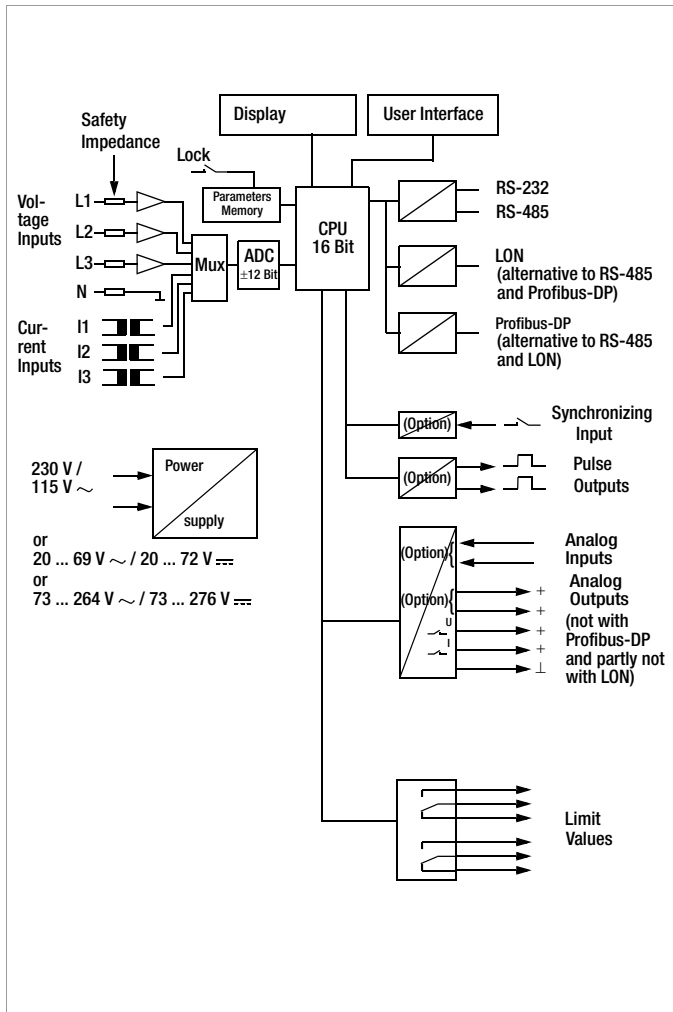 Display
User Interface
Safety
Impedance
Lock
Parameters
Memory
Vol-
tage
Inputs
L1
L2
L3
N
Cur-
rent
Inputs
I1
I2
I3
Mux
ADC
±12 Bit
CPU
16 Bit
RS-232
RS-485
LON
(alternative to RS-485
and Profibus-DP)
Profibus-DP
(alternative to RS-485
and LON)
(Option)
Synchronizing
Input
(Option)
Pulse
Outputs
230 V /
115 V ~
Power
supply
or
20 ... 69 V ~ / 20 ... 72 V ⎓
or
73 ... 264 V ~ / 73 ... 276 V ⎓
(Option){
Analog
Inputs
(Option){
U
I
+
+
+
+
⊥
Analog
Outputs
(not with
Profibus-DP
and partly not
with LON)
Limit
Values